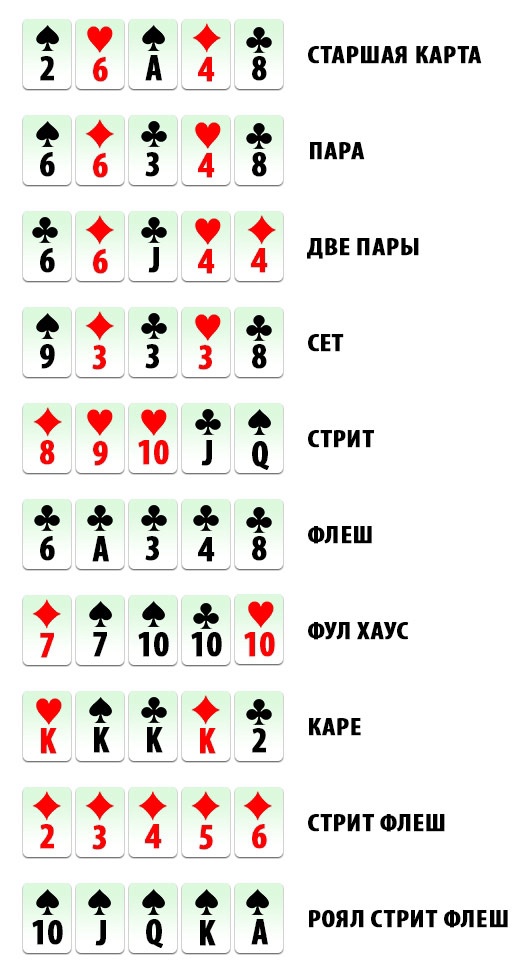 2 6 A 4 8 СТАРШАЯ КАРТА
6 6 3 4 8 ПАРА
6 6 J 4 4 ДВЕ ПАРЫ
9 3 3 3 8 СЕТ
8 9 10 J Q СТРИТ
6 A 3 4 8 ФЛЕШ
7 7 10 10 10 ФУЛ ХАУС
K K K K 2 КАРЕ
2 3 4 5 6 СТРИТ ФЛЕШ
10 J Q K A РОЯЛ СТРИТ ФЛЕШ